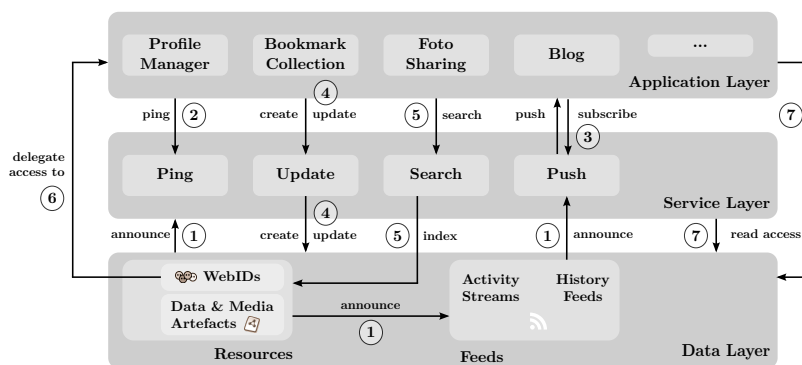 Profile
Manager
Bookmark
Collection
Foto
Sharing
Blog
...
Application Layer
4
ping
2
create
update
5
search
push
subscribe
3
7
delegate
access to
6
Ping
Update
Search
Push
Service Layer
announce
1
create
4
update
5
index
1
announce
7
read access
WebIDs
Data & Media
Artefacts
announce
1
Activity
Streams
History
Feeds
Resources
Feeds
Data Layer